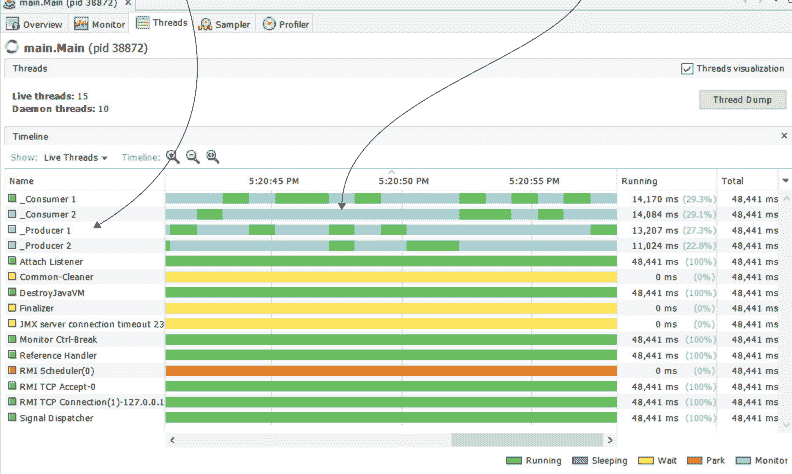 main.Main (pid 38872)
Overview Monitor Threads Sampler Profiler
main.Main (pid 38872)
Threads Threads visualization
Live threads: 15
Daemon threads: 10
Thread Dump
Timeline
Show: Live Threads Timeline:
Name 5:20:45 PM 5:20:50 PM 5:20:55 PM Running Total
_Consumer 1 14,170 ms (29.3%) 48,441 ms
_Consumer 2 14,084 ms (29.1%) 48,441 ms
_Producer 1 13,207 ms (27.3%) 48,441 ms
_Producer 2 11,024 ms (22.8%) 48,441 ms
Attach Listener 48,441 ms (100%) 48,441 ms
Common-Cleaner 0 ms (0%) 48,441 ms
DestroyJavaVM 48,441 ms (100%) 48,441 ms
Finalizer 0 ms (0%) 48,441 ms
JMX server connection timeout 23 0 ms (0%) 48,441 ms
Monitor Ctrl-Break 48,441 ms (100%) 48,441 ms
Reference Handler 48,441 ms (100%) 48,441 ms
RMI Scheduler(0) 0 ms (0%) 48,441 ms
RMI TCP Accept-0 48,441 ms (100%) 48,441 ms
RMI TCP Connection(1)-127.0.0.1 48,441 ms (100%) 48,441 ms
Signal Dispatcher 48,441 ms (100%) 48,441 ms
Running Sleeping Wait Park Monitor